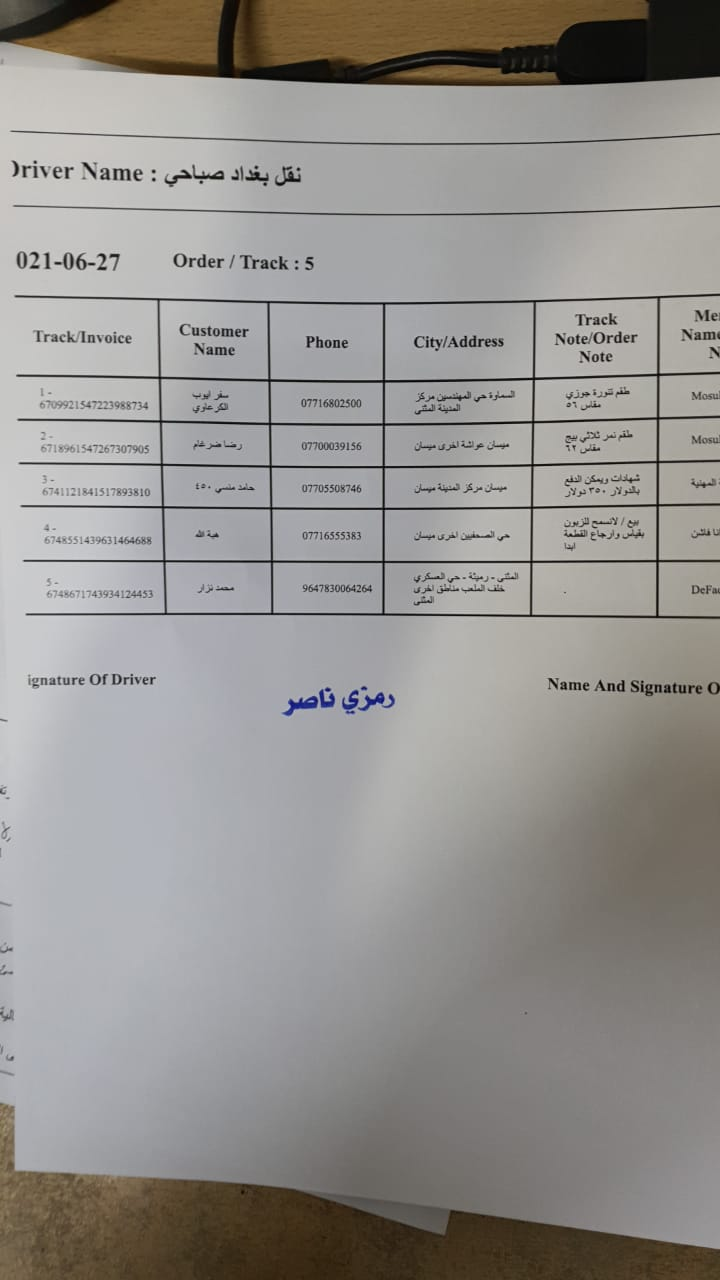 Driver Name : نقل بغداد صباحي
021-06-27 Order / Track : 5
Track/Invoice
Customer
Name
Phone
City/Address
Track
Note/Order
Note
1 -
6709921547223988734
سفر ايوب
الكرعاوي
07716802500
السماوة حي المهندسين مركز
المدينة المثنى
طقم تنورة جوزي
مقاس ٥٦
2 -
6718961547267307905
رضا ضرغام
07700039156
ميسان عواشة اخرى ميسان
طقم نمر ثلاثي بيج
مقاس ٦٢
3 -
6741121841517893810
حامد منسي ٤٥٠
07705508746
ميسان مركز المدينة ميسان
شهادات ويمكن الدفع
بالدولار ٣٥٠ دولار
المهنية
4 -
6748551439631464688
هبة الله
07716555383
حي الصحفيين اخرى ميسان
بيع / لاتسمح للزبون
بقياس وارجاع القطعة
ابدا
5 -
6748671743934124453
محمد نزار
9647830064264
المثنى - رميثة - حي العسكري
خلف الملعب مناطق اخرى
المثنى
.
ignature Of Driver
رمزي ناصر
Name And Signature O